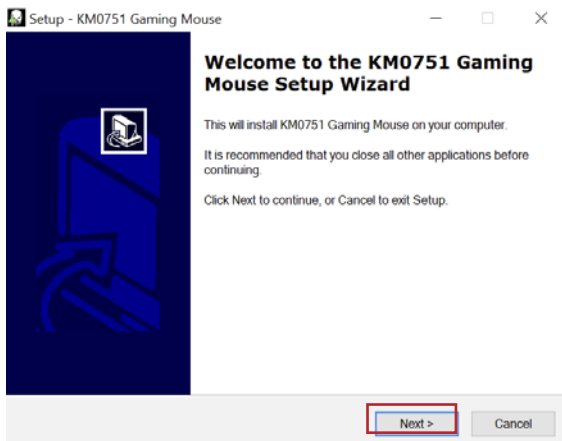 Setup - KM0751 Gaming Mouse
Welcome to the KM0751 Gaming
Mouse Setup Wizard
This will install KM0751 Gaming Mouse on your computer.
It is recommended that you close all other applications before
continuing.
Click Next to continue, or Cancel to exit Setup.
Next >
Cancel